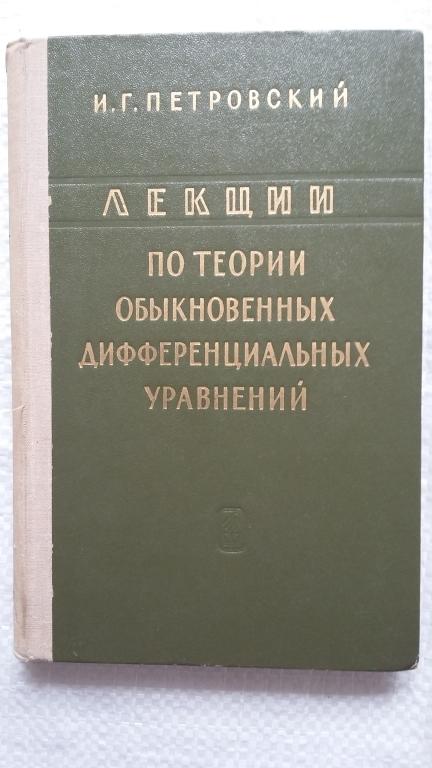 И.Г.ПЕТРОВСКИЙ
ЛЕКЦИИ
ПО ТЕОРИИ
ОБЫКНОВЕННЫХ
ДИФФЕРЕНЦИАЛЬНЫХ
УРАВНЕНИЙ